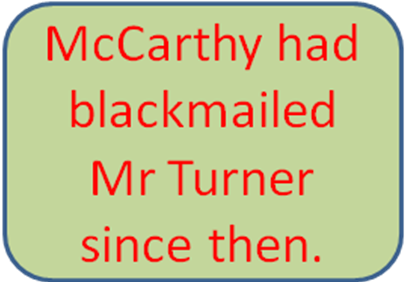 McCarthy had
blackmailed
Mr Turner
since then.